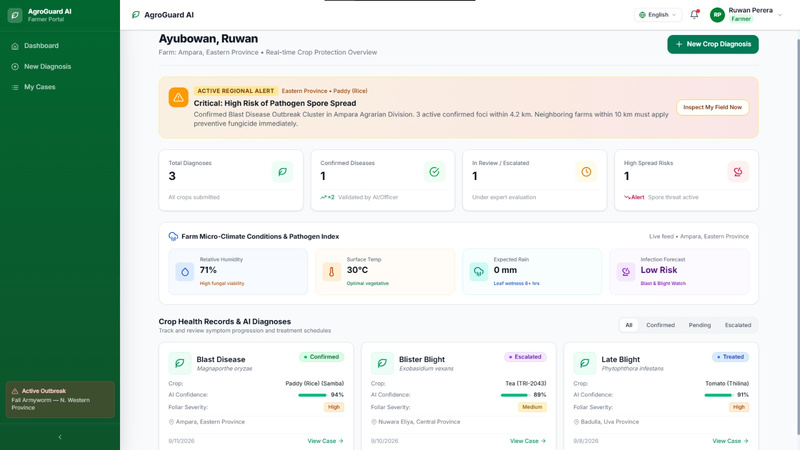 AgroGuard AI
Farmer Portal
Dashboard
New Diagnosis
My Cases
Active Outbreak
Fall Armyworm — N. Western
Province
AgroGuard AI
English
RP
Ruwan Perera
Farmer
Ayubowan, Ruwan
Farm: Ampara, Eastern Province • Real-time Crop Protection Overview
New Crop Diagnosis
ACTIVE REGIONAL ALERT Eastern Province • Paddy (Rice)
Critical: High Risk of Pathogen Spore Spread
Confirmed Blast Disease Outbreak Cluster in Ampara Agrarian Division. 3 active confirmed foci within 4.2 km. Neighboring farms within 10 km must apply
preventive fungicide immediately.
Inspect My Field Now
Total Diagnoses
3
All crops submitted
Confirmed Diseases
1
+2 Validated by AI/Officer
In Review / Escalated
1
Under expert evaluation
High Spread Risks
1
Alert Spore threat active
Farm Micro-Climate Conditions & Pathogen Index
Live feed • Ampara, Eastern Province
Relative Humidity
71%
High fungal viability
Surface Temp
30°C
Optimal vegetative
Expected Rain
0 mm
Leaf wetness 8+ hrs
Infection Forecast
Low Risk
Blast & Blight Watch
Crop Health Records & AI Diagnoses
Track and review symptom progression and treatment schedules
All Confirmed Pending Escalated
Blast Disease
Magnaporthe oryzae
Confirmed
Crop: Paddy (Rice) (Samba)
AI Confidence: 94%
Foliar Severity: High
Ampara, Eastern Province
9/11/2026 View Case →
Blister Blight
Exobasidium vexans
Escalated
Crop: Tea (TRI-2043)
AI Confidence: 89%
Foliar Severity: Medium
Nuwara Eliya, Central Province
9/10/2026 View Case →
Late Blight
Phytophthora infestans
Treated
Crop: Tomato (Thilina)
AI Confidence: 91%
Foliar Severity: High
Badulla, Uva Province
9/8/2026 View Case →